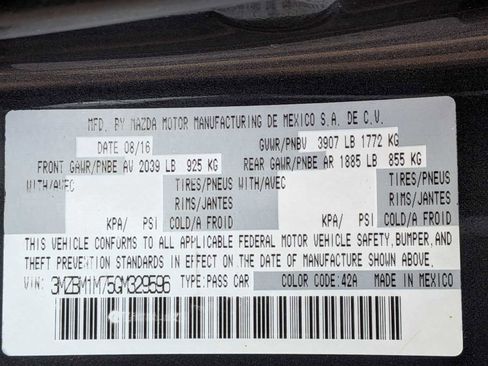 MFD. BY MAZDA MOTOR MANUFACTURING DE MEXICO S.A. DE C.V.
DATE 08/16 GVWR/PNBV 3907 LB 1772 KG
FRONT GAWR/PNBE AV 2039 LB 925 KG REAR GAWR/PNBE AR 1885 LB 855 KG
WITH/AVEC TIRES/PNEUS WITH/AVEC TIRES/PNEUS
RIMS/JANTES RIMS/JANTES
KPA/ PSI COLD/A FROID KPA/ PSI COLD/A FROID
THIS VEHICLE CONFORMS TO ALL APPLICABLE FEDERAL MOTOR VEHICLE SAFETY, BUMPER, AND
THEFT PREVENTION STANDARDS IN EFFECT ON THE DATE OF MANUFACTURE SHOWN ABOVE.
VIN: 3MZBM1M75GM329596 TYPE: PASS CAR COLOR CODE: 42A MADE IN MEXICO